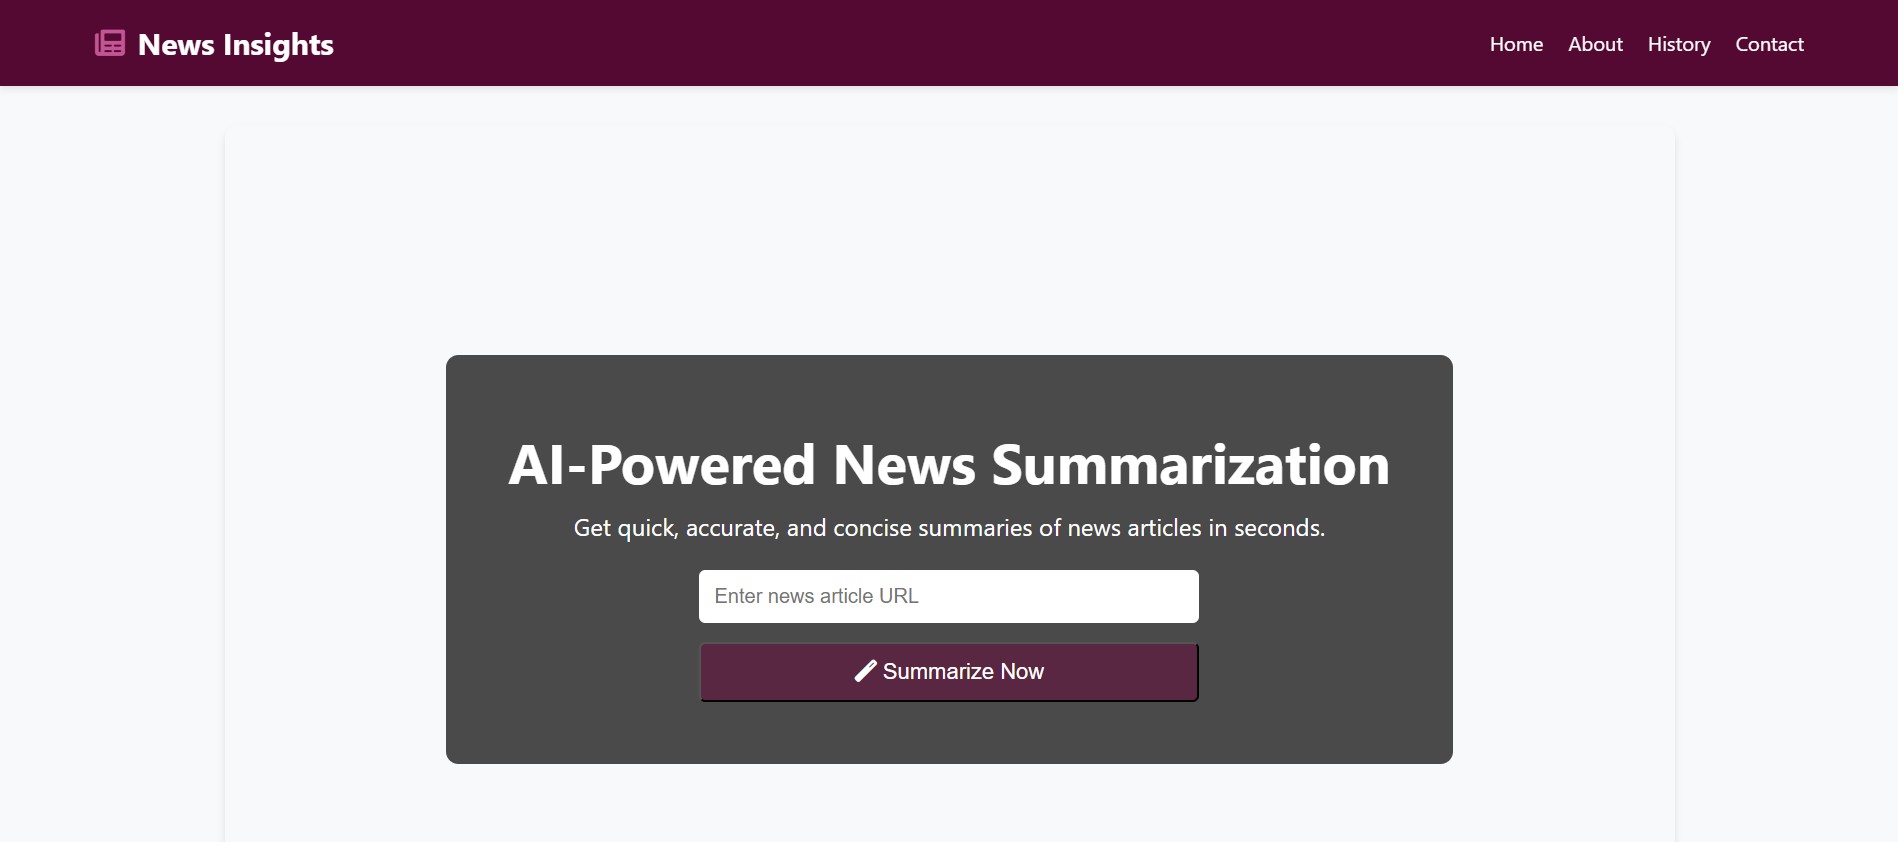 News Insights
Home About History Contact
AI-Powered News Summarization
Get quick, accurate, and concise summaries of news articles in seconds.
Enter news article URL
Summarize Now